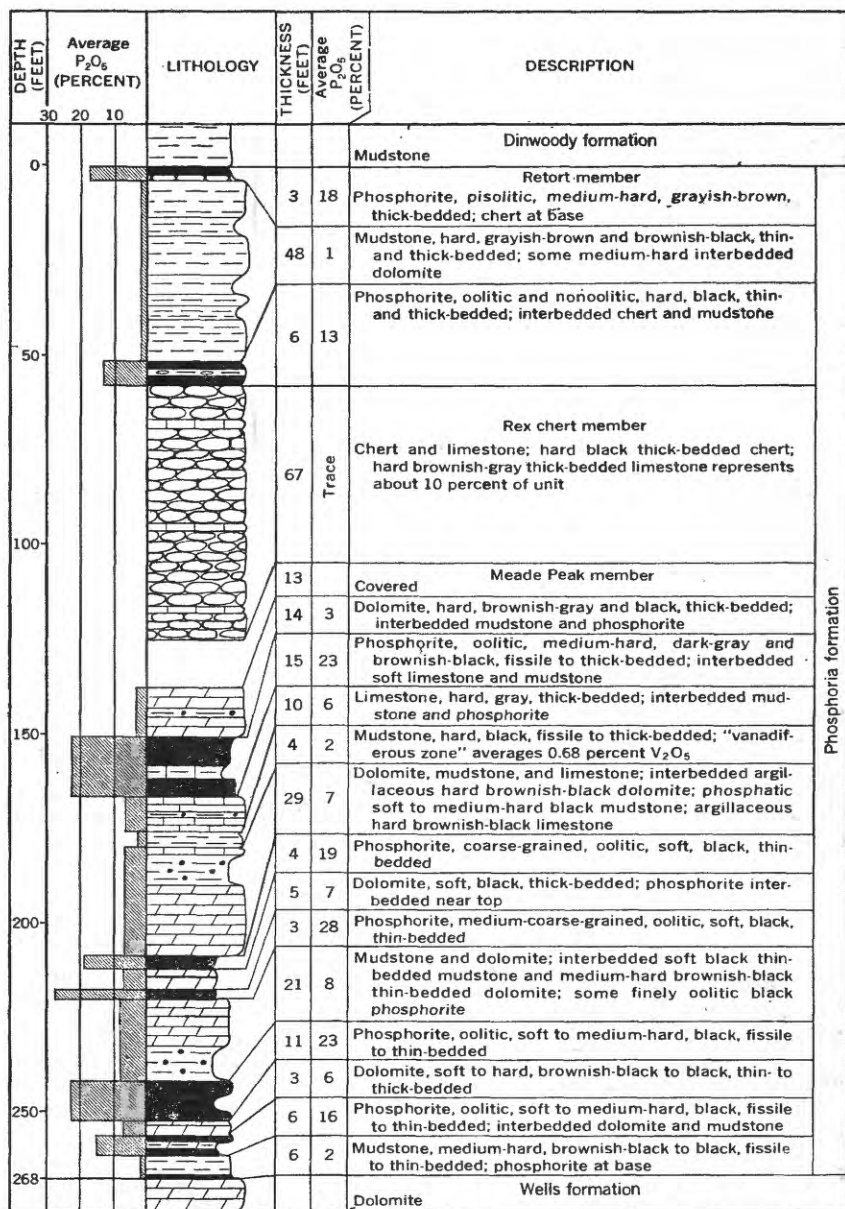 DEPTH (FEET)
Average P₂O₅ (PERCENT)
30 20 10
LITHOLOGY
THICKNESS (FEET)
Average P₂O₅ (PERCENT)
DESCRIPTION
Dinwoody formation
Mudstone
0
Retort member
3 18 Phosphorite, pisolitic, medium-hard, grayish-brown,
thick-bedded; chert at base
48 1 Mudstone, hard, grayish-brown and brownish-black, thin-
and thick-bedded; some medium-hard interbedded
dolomite
6 13 Phosphorite, oolitic and nonoolitic, hard, black, thin-
and thick-bedded; interbedded chert and mudstone
50
Rex chert member
67 Trace Chert and limestone; hard black thick-bedded chert;
hard brownish-gray thick-bedded limestone represents
about 10 percent of unit
100
Meade Peak member
13 Covered
14 3 Dolomite, hard, brownish-gray and black, thick-bedded;
interbedded mudstone and phosphorite
15 23 Phosphorite, oolitic, medium-hard, dark-gray and
brownish-black, fissile to thick-bedded; interbedded
soft limestone and mudstone
10 6 Limestone, hard, gray, thick-bedded; interbedded mud-
stone and phosphorite
150
4 2 Mudstone, hard, black, fissile to thick-bedded; "vanadif-
erous zone" averages 0.68 percent V₂O₅
29 7 Dolomite, mudstone, and limestone; interbedded argil-
laceous hard brownish-black dolomite; phosphatic
soft to medium-hard black mudstone; argillaceous
hard brownish-black limestone
4 19 Phosphorite, coarse-grained, oolitic, soft, black, thin-
bedded
5 7 Dolomite, soft, black, thick-bedded; phosphorite inter-
bedded near top
200
3 28 Phosphorite, medium-coarse-grained, oolitic, soft, black,
thin-bedded
21 8 Mudstone and dolomite; interbedded soft black thin-
bedded mudstone and medium-hard brownish-black
thin-bedded dolomite; some finely oolitic black
phosphorite
11 23 Phosphorite, oolitic, soft to medium-hard, black, fissile
to thin-bedded
3 6 Dolomite, soft to hard, brownish-black to black, thin- to
thick-bedded
250
6 16 Phosphorite, oolitic, soft to medium-hard, black, fissile
to thin-bedded; interbedded dolomite and mudstone
6 2 Mudstone, medium-hard, brownish-black to black, fissile
to thin-bedded; phosphorite at base
268
Wells formation
Dolomite
Phosphoria formation